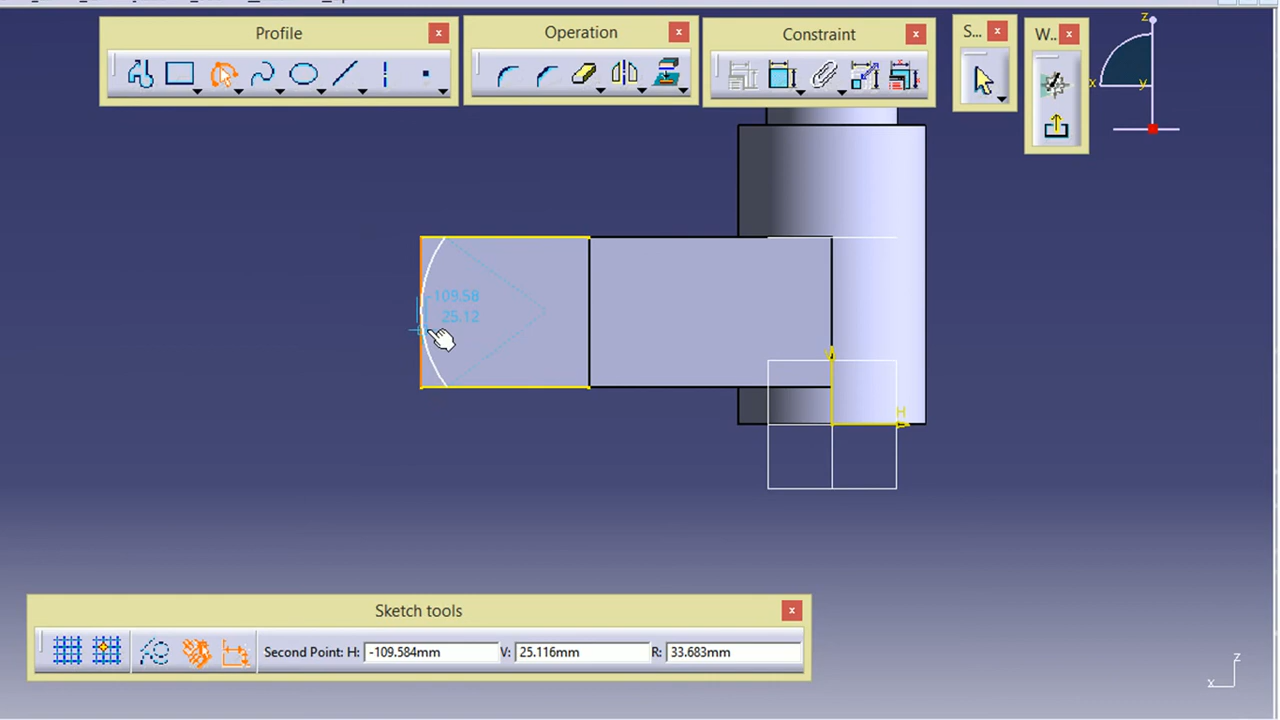 Profile
Operation
Constraint
S...
W..
z
x
y
109.58
25.12
H
Sketch tools
Second Point: H: -109.584mm V: 25.116mm R: 33.683mm
z
x